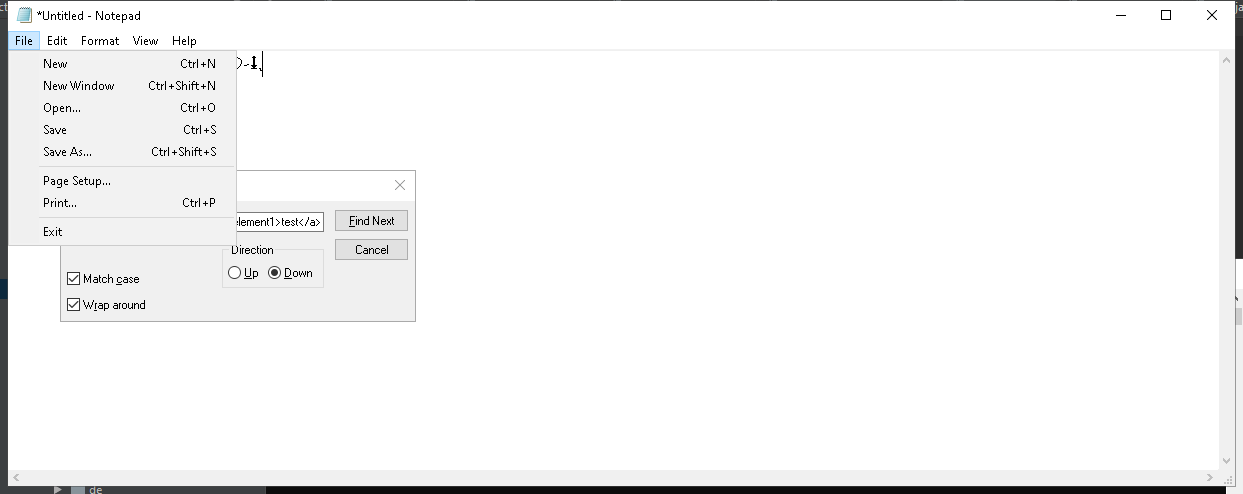 *Untitled - Notepad
File Edit Format View Help
New Ctrl+N
New Window Ctrl+Shift+N
Open... Ctrl+O
Save Ctrl+S
Save As... Ctrl+Shift+S
Page Setup...
Print... Ctrl+P
Exit
element1>test</a> Find Next
Direction Cancel
Up Down
Match case
Wrap around
de